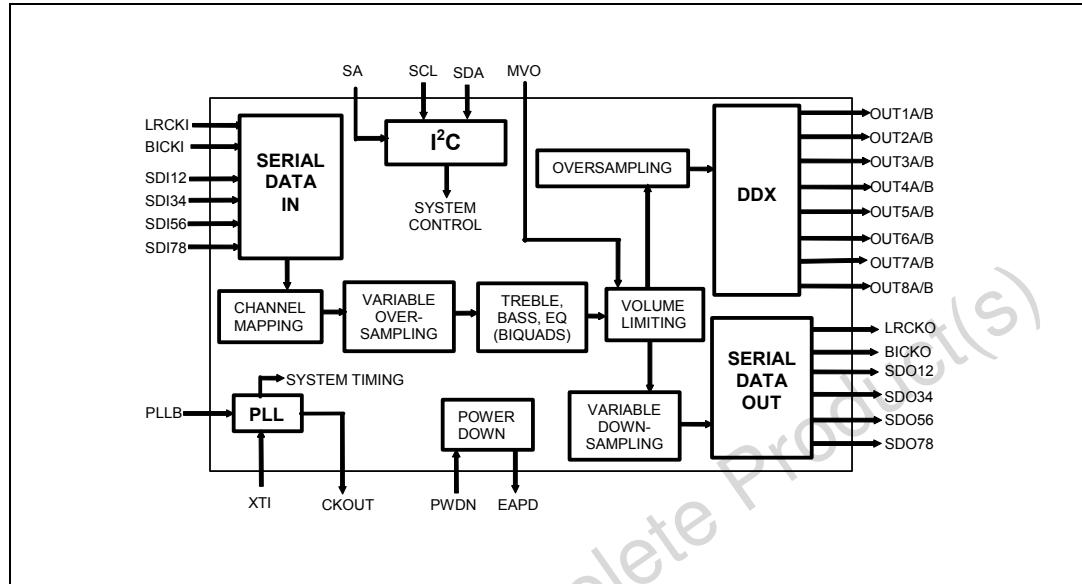 SA
SCL
SDA
MVO
LRCKI
BICKI
SDI12
SDI34
SDI56
SDI78
SERIAL
DATA
IN
I²C
SYSTEM
CONTROL
OVERSAMPLING
DDX
OUT1A/B
OUT2A/B
OUT3A/B
OUT4A/B
OUT5A/B
OUT6A/B
OUT7A/B
OUT8A/B
CHANNEL
MAPPING
VARIABLE
OVER-
SAMPLING
TREBLE,
BASS, EQ
(BIQUADS)
VOLUME
LIMITING
SERIAL
DATA
OUT
LRCKO
BICKO
SDO12
SDO34
SDO56
SDO78
SYSTEM TIMING
PLLB
PLL
POWER
DOWN
VARIABLE
DOWN-
SAMPLING
XTI
CKOUT
PWDN
EAPD
Product(s)